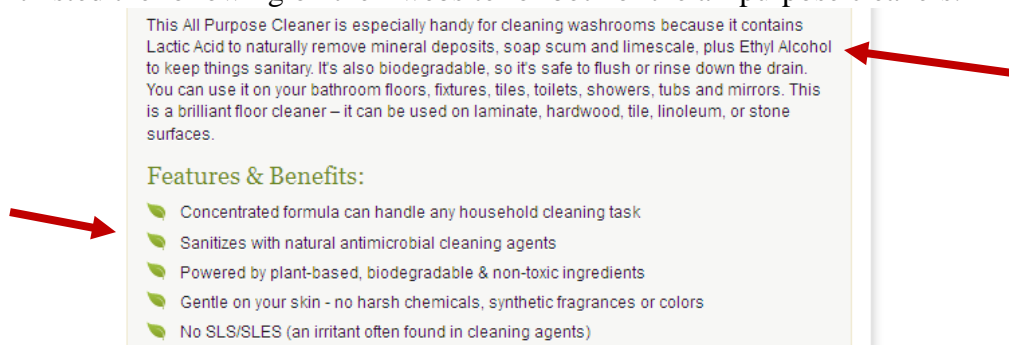 This All Purpose Cleaner is especially handy for cleaning washrooms because it contains
Lactic Acid to naturally remove mineral deposits, soap scum and limescale, plus Ethyl Alcohol
to keep things sanitary. It's also biodegradable, so it's safe to flush or rinse down the drain.
You can use it on your bathroom floors, fixtures, tiles, toilets, showers, tubs and mirrors. This
is a brilliant floor cleaner – it can be used on laminate, hardwood, tile, linoleum, or stone
surfaces.
Features & Benefits:
Concentrated formula can handle any household cleaning task
Sanitizes with natural antimicrobial cleaning agents
Powered by plant-based, biodegradable & non-toxic ingredients
Gentle on your skin - no harsh chemicals, synthetic fragrances or colors
No SLS/SLES (an irritant often found in cleaning agents)